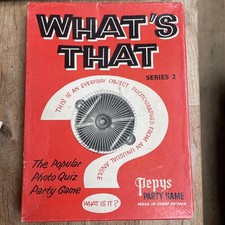 WHAT'S
THAT
SERIES 2
THIS IS AN EVERYDAY OBJECT, PHOTOGRAPHED FROM AN UNUSUAL ANGLE
The Popular
Photo Quiz
Party Game
WHAT IS IT?
Pepys
PARTY GAME
MADE IN GREAT BRITAIN